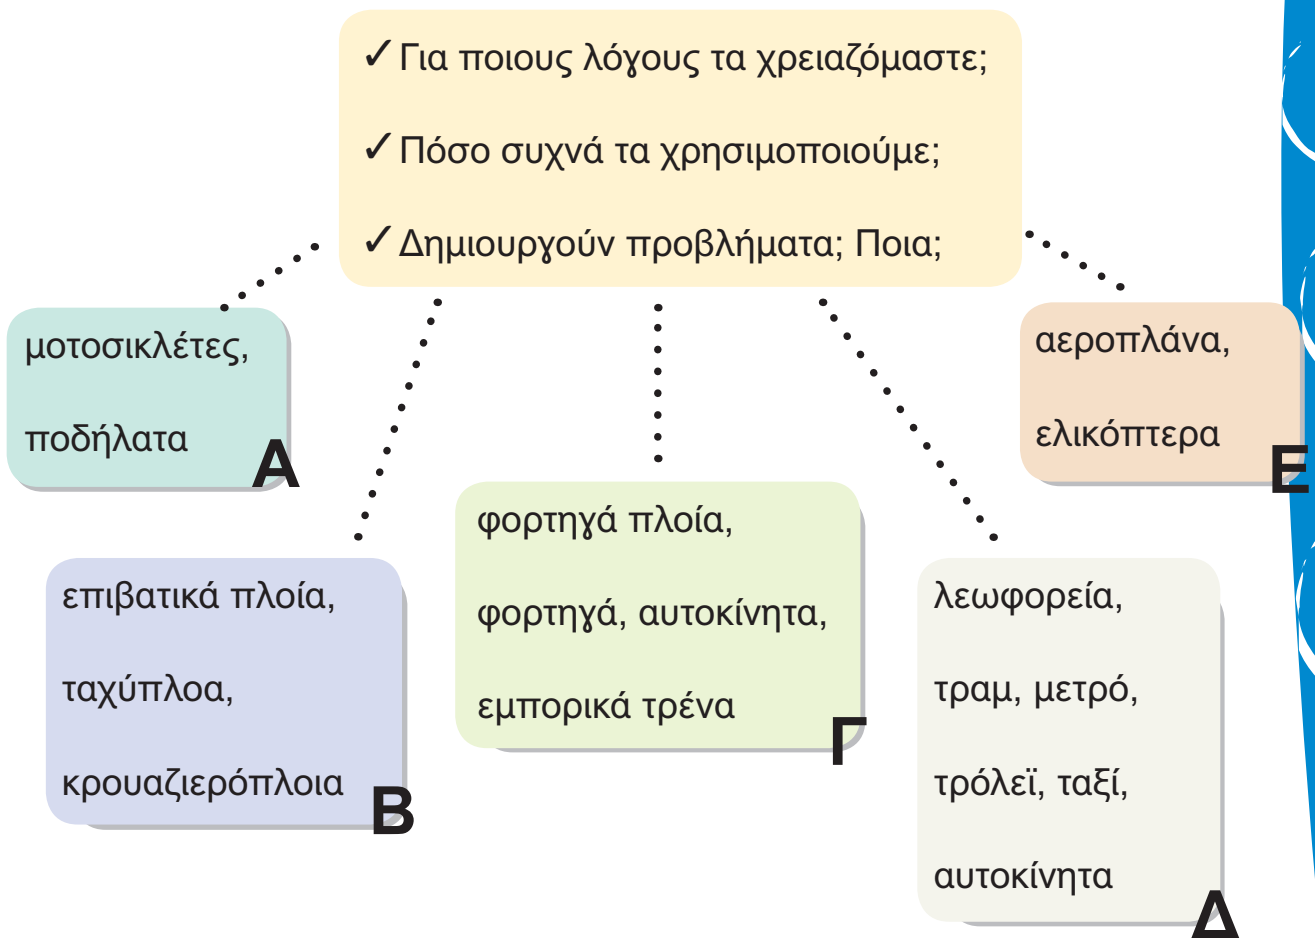 ✓ Για ποιους λόγους τα χρειαζόμαστε;
✓ Πόσο συχνά τα χρησιμοποιούμε;
✓ Δημιουργούν προβλήματα; Ποια;
μοτοσικλέτες,
ποδήλατα
Α
επιβατικά πλοία,
ταχύπλοα,
κρουαζιερόπλοια
Β
φορτηγά πλοία,
φορτηγά, αυτοκίνητα,
εμπορικά τρένα
Γ
λεωφορεία,
τραμ, μετρό,
τρόλεϊ, ταξί,
αυτοκίνητα
Δ
αεροπλάνα,
ελικόπτερα
Ε